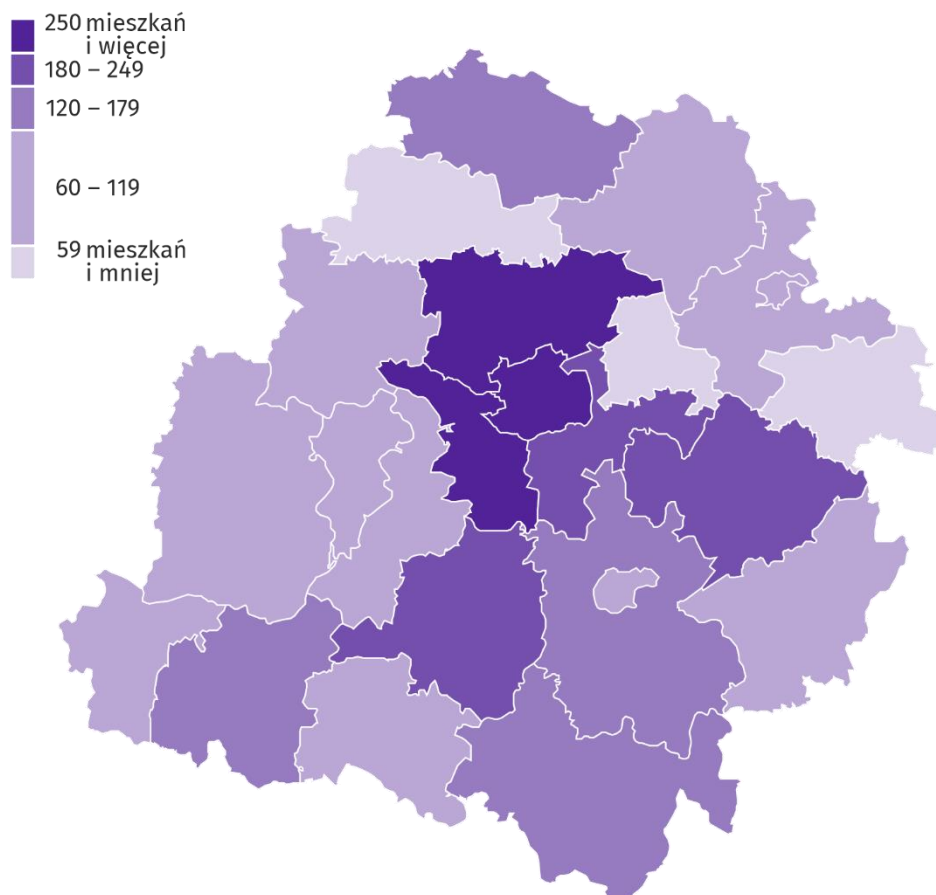 250 mieszkań
i więcej
180 – 249
120 – 179
60 – 119
59 mieszkań
i mniej